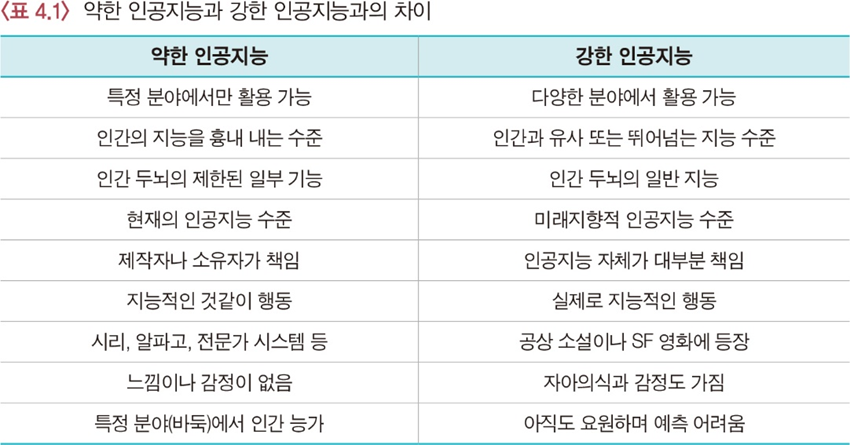 〈표 4.1〉 약한 인공지능과 강한 인공지능과의 차이
약한 인공지능 강한 인공지능
특정 분야에서만 활용 가능 다양한 분야에서 활용 가능
인간의 지능을 흉내 내는 수준 인간과 유사 또는 뛰어넘는 지능 수준
인간 두뇌의 제한된 일부 기능 인간 두뇌의 일반 지능
현재의 인공지능 수준 미래지향적 인공지능 수준
제작자나 소유자가 책임 인공지능 자체가 대부분 책임
지능적인 것같이 행동 실제로 지능적인 행동
시리, 알파고, 전문가 시스템 등 공상 소설이나 SF 영화에 등장
느낌이나 감정이 없음 자아의식과 감정도 가짐
특정 분야(바둑)에서 인간 능가 아직도 요원하며 예측 어려움